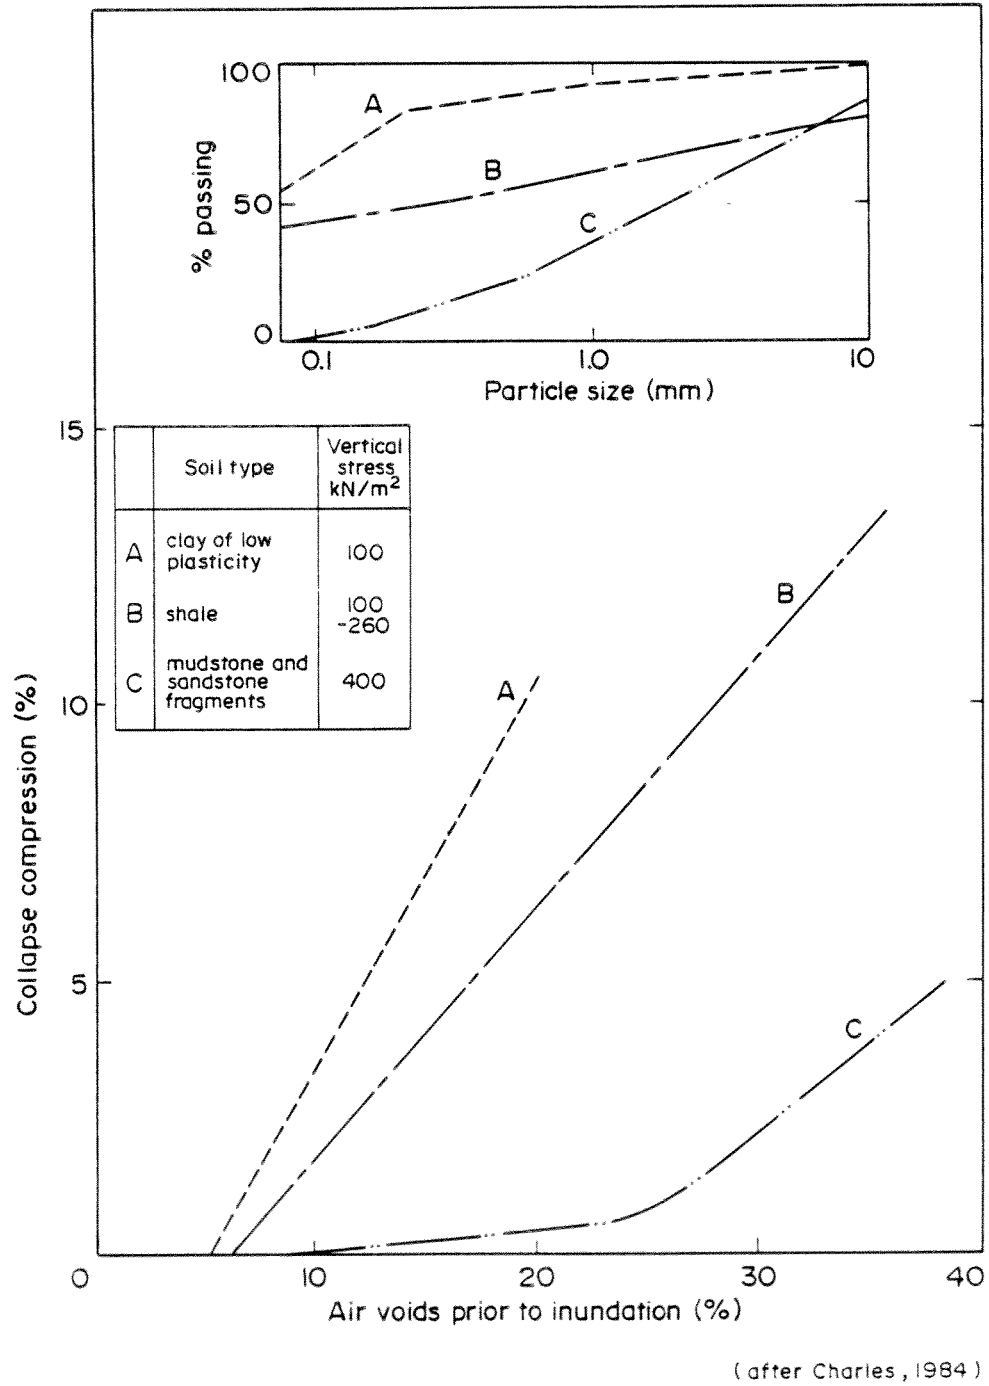 100
A
B
50
C
0
% passing
0.1
1.0
10
Particle size (mm)
15
Soil type
Vertical
stress
kN/m²
A
clay of low
plasticity
100
B
shale
100
-260
C
mudstone and
sandstone
fragments
400
B
A
10
Collapse compression (%)
5
C
0
10
20
30
40
Air voids prior to inundation (%)
(after Charles, 1984)